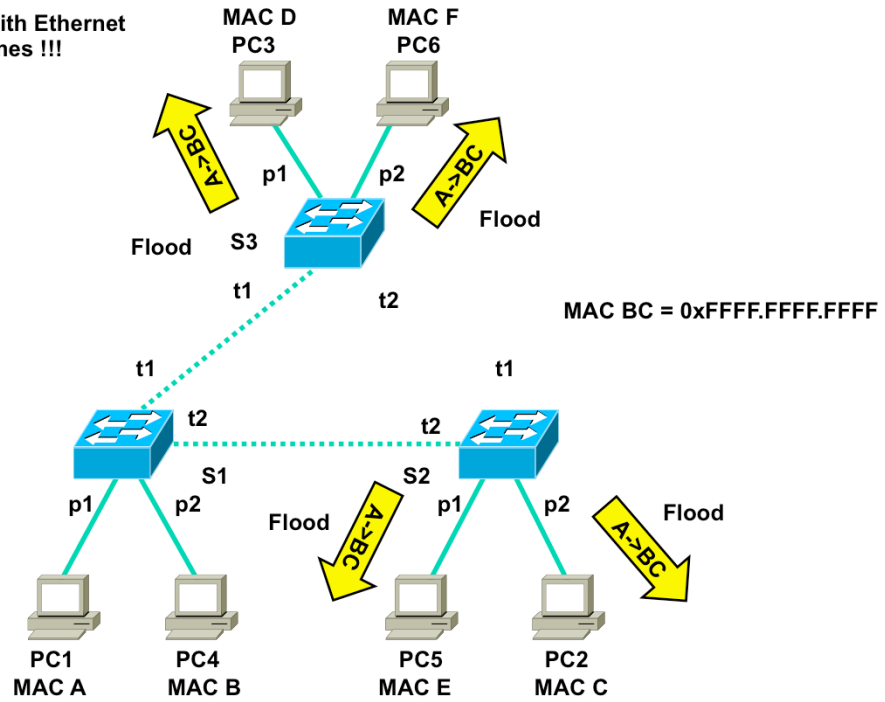 ith Ethernet
nes !!!
MAC D
PC3
MAC F
PC6
A->BC
A->BC
p1
p2
Flood
S3
Flood
t1
t2
MAC BC = 0xFFFF.FFFF.FFFF
t1
t1
t2
t2
S1
S2
p1
p2
p1
p2
Flood
A->BC
A->BC
Flood
PC1
MAC A
PC4
MAC B
PC5
MAC E
PC2
MAC C